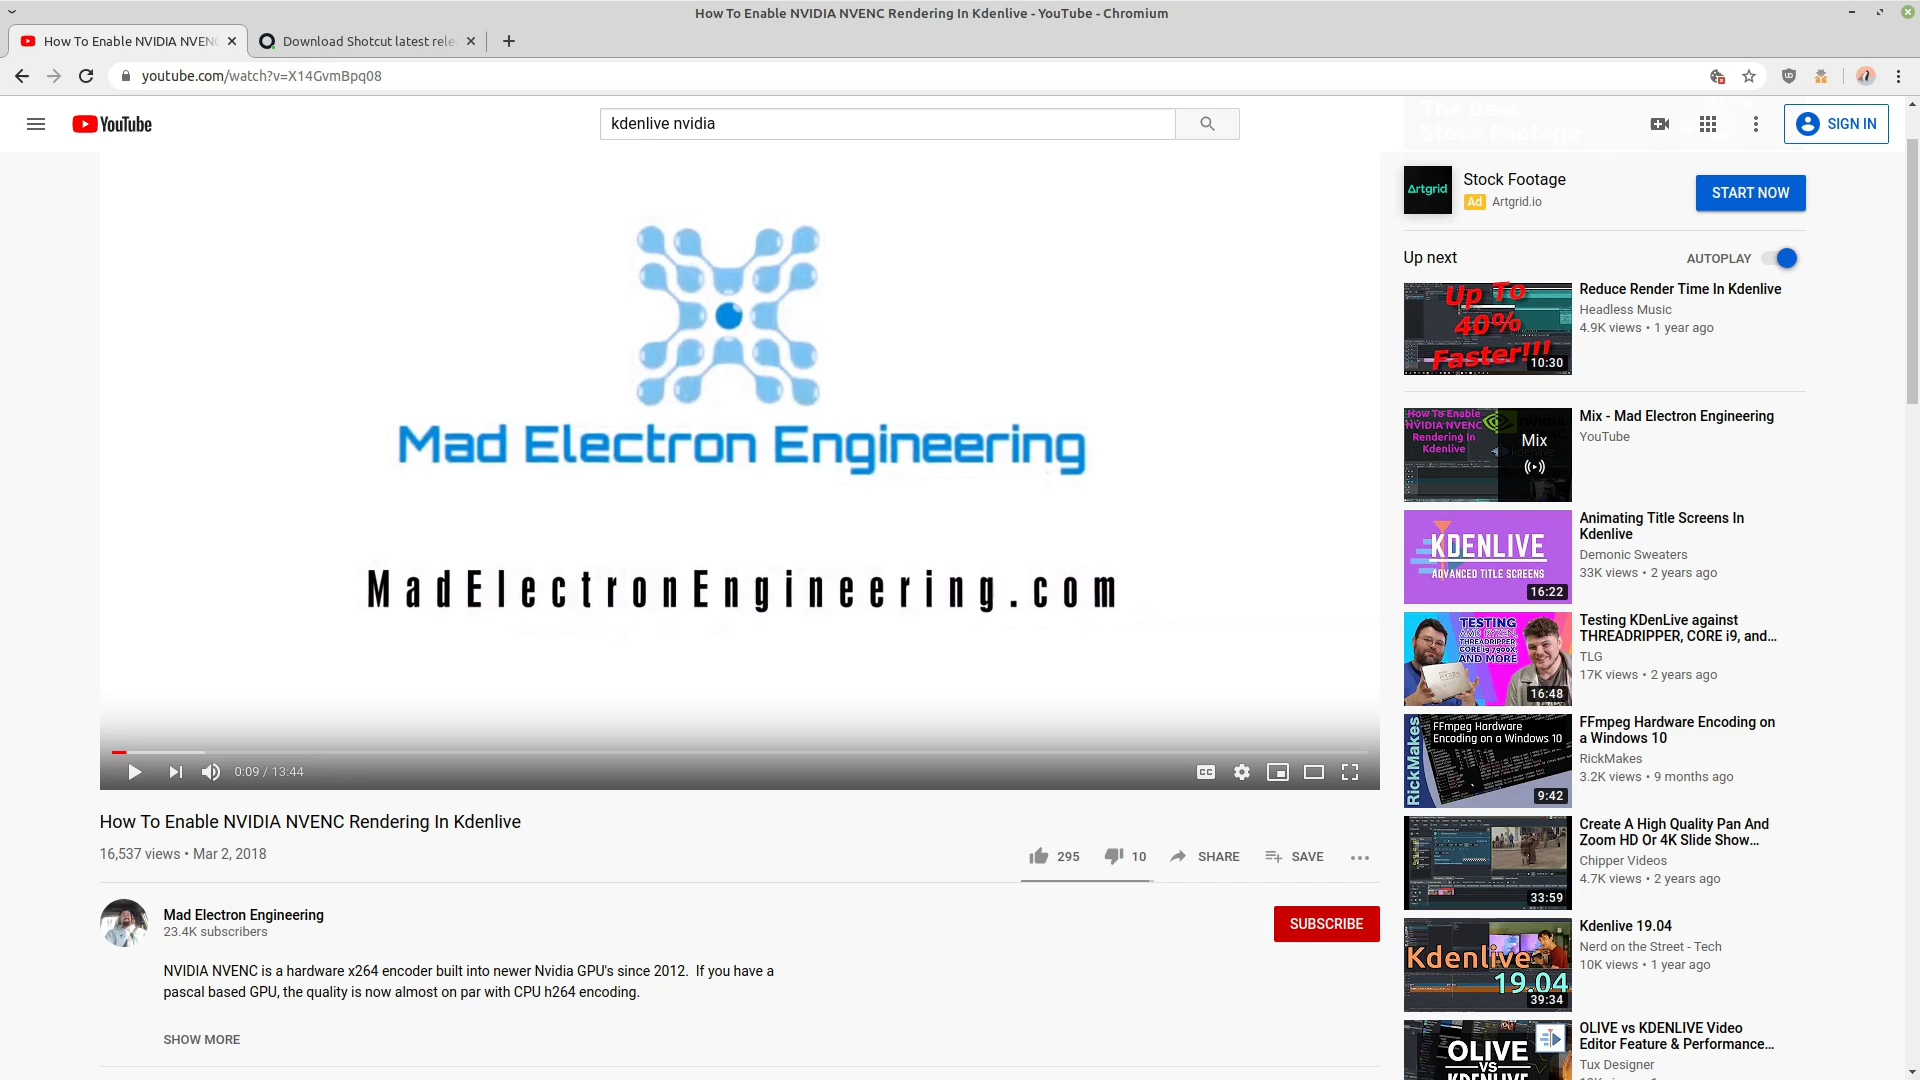 How To Enable NVIDIA NVENC Rendering In Kdenlive - YouTube - Chromium
How To Enable NVIDIA NVENC
Download Shotcut latest rele
youtube.com/watch?v=X14GvmBpq08
YouTube
kdenlive nvidia
The Best
Stock Footage
SIGN IN
Mad Electron Engineering
MadElectronEngineering.com
0:09 / 13:44
CC
How To Enable NVIDIA NVENC Rendering In Kdenlive
16,537 views • Mar 2, 2018
295
10
SHARE
SAVE
Mad Electron Engineering
23.4K subscribers
SUBSCRIBE
NVIDIA NVENC is a hardware x264 encoder built into newer Nvidia GPU's since 2012. If you have a
pascal based GPU, the quality is now almost on par with CPU h264 encoding.
SHOW MORE
Artgrid
Stock Footage
Ad Artgrid.io
START NOW
Up next
AUTOPLAY
Up To
40%
Faster!!!
10:30
Reduce Render Time In Kdenlive
Headless Music
4.9K views • 1 year ago
How To Enable
NVIDIA NVENC
Rendering In
Kdenlive
Mix
Mix - Mad Electron Engineering
YouTube
KDENLIVE
ADVANCED TITLE SCREENS
16:22
Animating Title Screens In
Kdenlive
Demonic Sweaters
33K views • 2 years ago
TESTING
AMD RYZEN,
THREADRIPPER,
CORE i9 7900X,
AND MORE
16:48
Testing KDenLive against
THREADRIPPER, CORE i9, and...
TLG
17K views • 2 years ago
RickMakes
FFmpeg Hardware
Encoding on a Windows 10
9:42
FFmpeg Hardware Encoding on
a Windows 10
RickMakes
3.2K views • 9 months ago
33:59
Create A High Quality Pan And
Zoom HD Or 4K Slide Show...
Chipper Videos
4.7K views • 2 years ago
Kdenlive
19.04
39:34
Kdenlive 19.04
Nerd on the Street - Tech
10K views • 1 year ago
OLIVE
VS
KDENLIVE
OLIVE vs KDENLIVE Video
Editor Feature & Performance...
Tux Designer